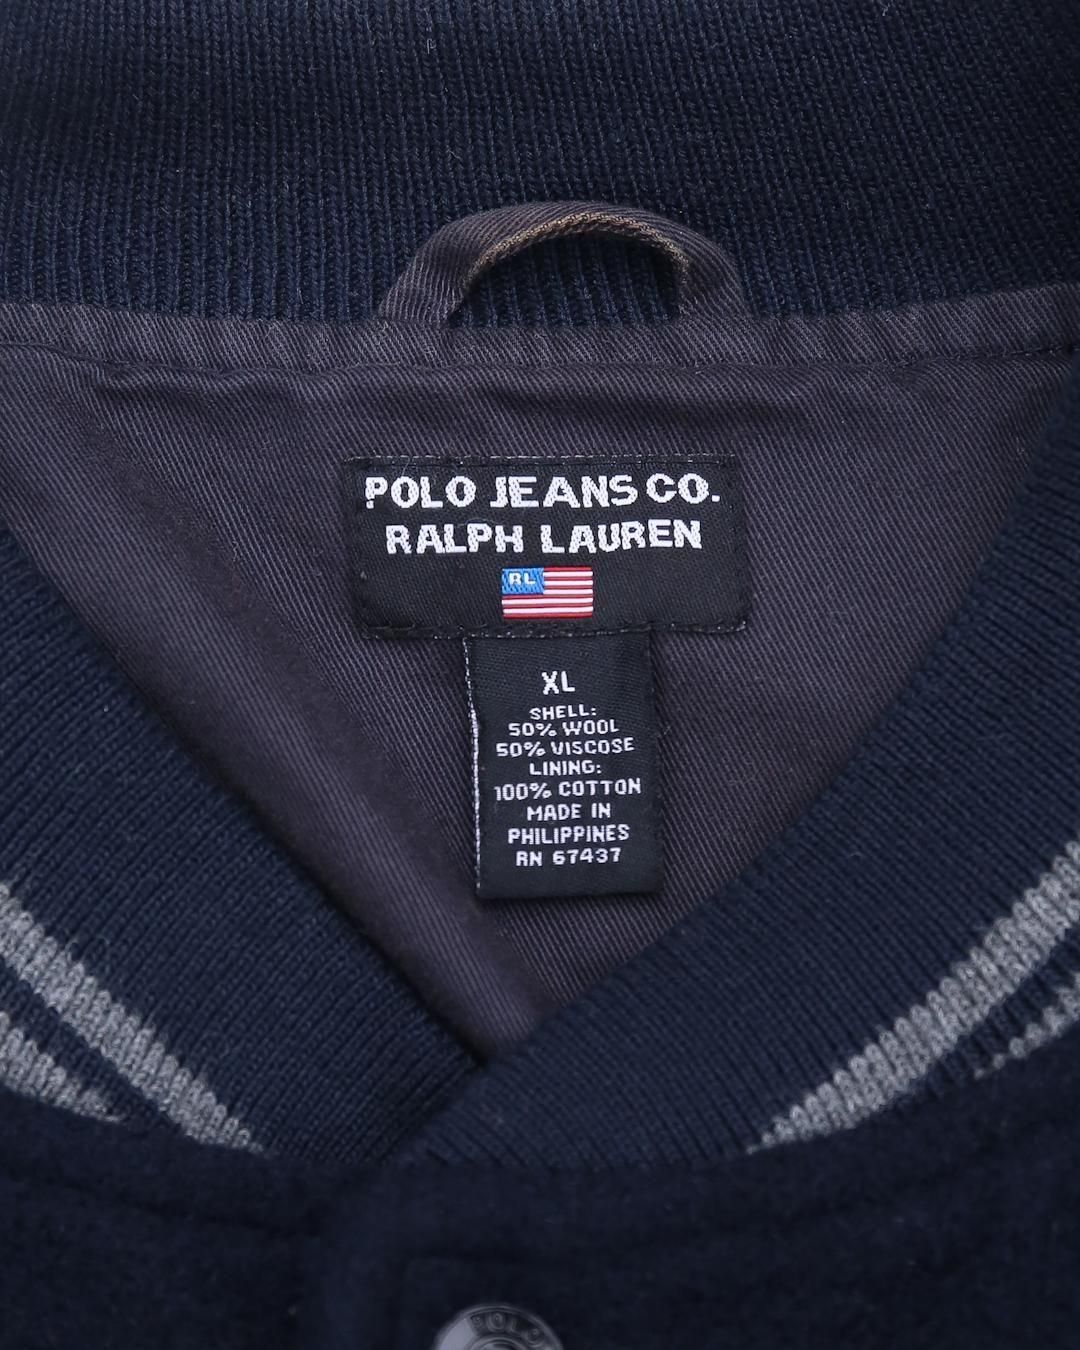 POLO JEANS CO.
RALPH LAUREN
RL
XL
SHELL:
50% WOOL
50% VISCOSE
LINING:
100% COTTON
MADE IN
PHILIPPINES
RN 67437
POLO